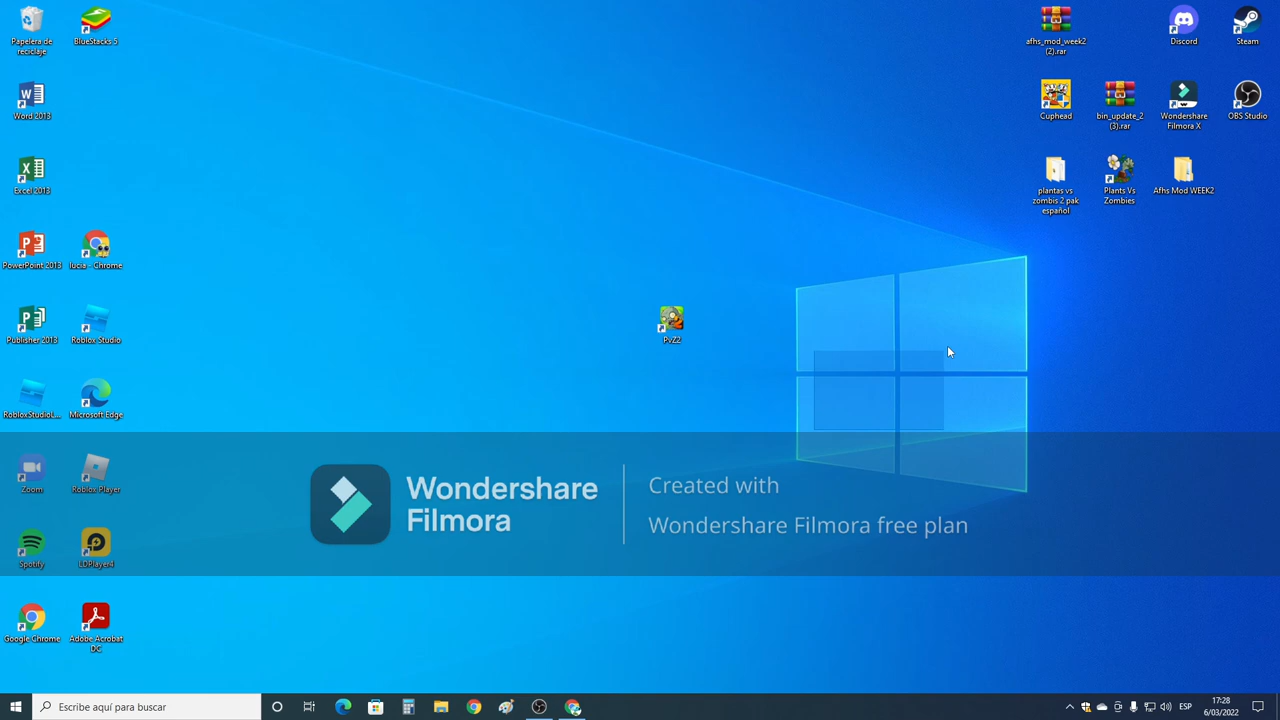 Papelera de
reciclaje
BlueStacks 5
Word 2013
Excel 2013
PowerPoint 2013
lucia - Chrome
Publisher 2013
Roblox Studio
RobloxStudioL...
Microsoft Edge
Zoom
Roblox Player
Spotify
LDPlayer4
Google Chrome
Adobe Acrobat
DC
PvZ2
afhs_mod_week2
(2).rar
Discord
Steam
Cuphead
bin_update_2
(3).rar
Wondershare
Filmora X
OBS Studio
plantas vs
zombis 2 pak
español
Plants Vs
Zombies
Afhs Mod WEEK2
Wondershare
Filmora
Created with
Wondershare Filmora free plan
Escribe aquí para buscar
ESP
17:28
6/03/2022